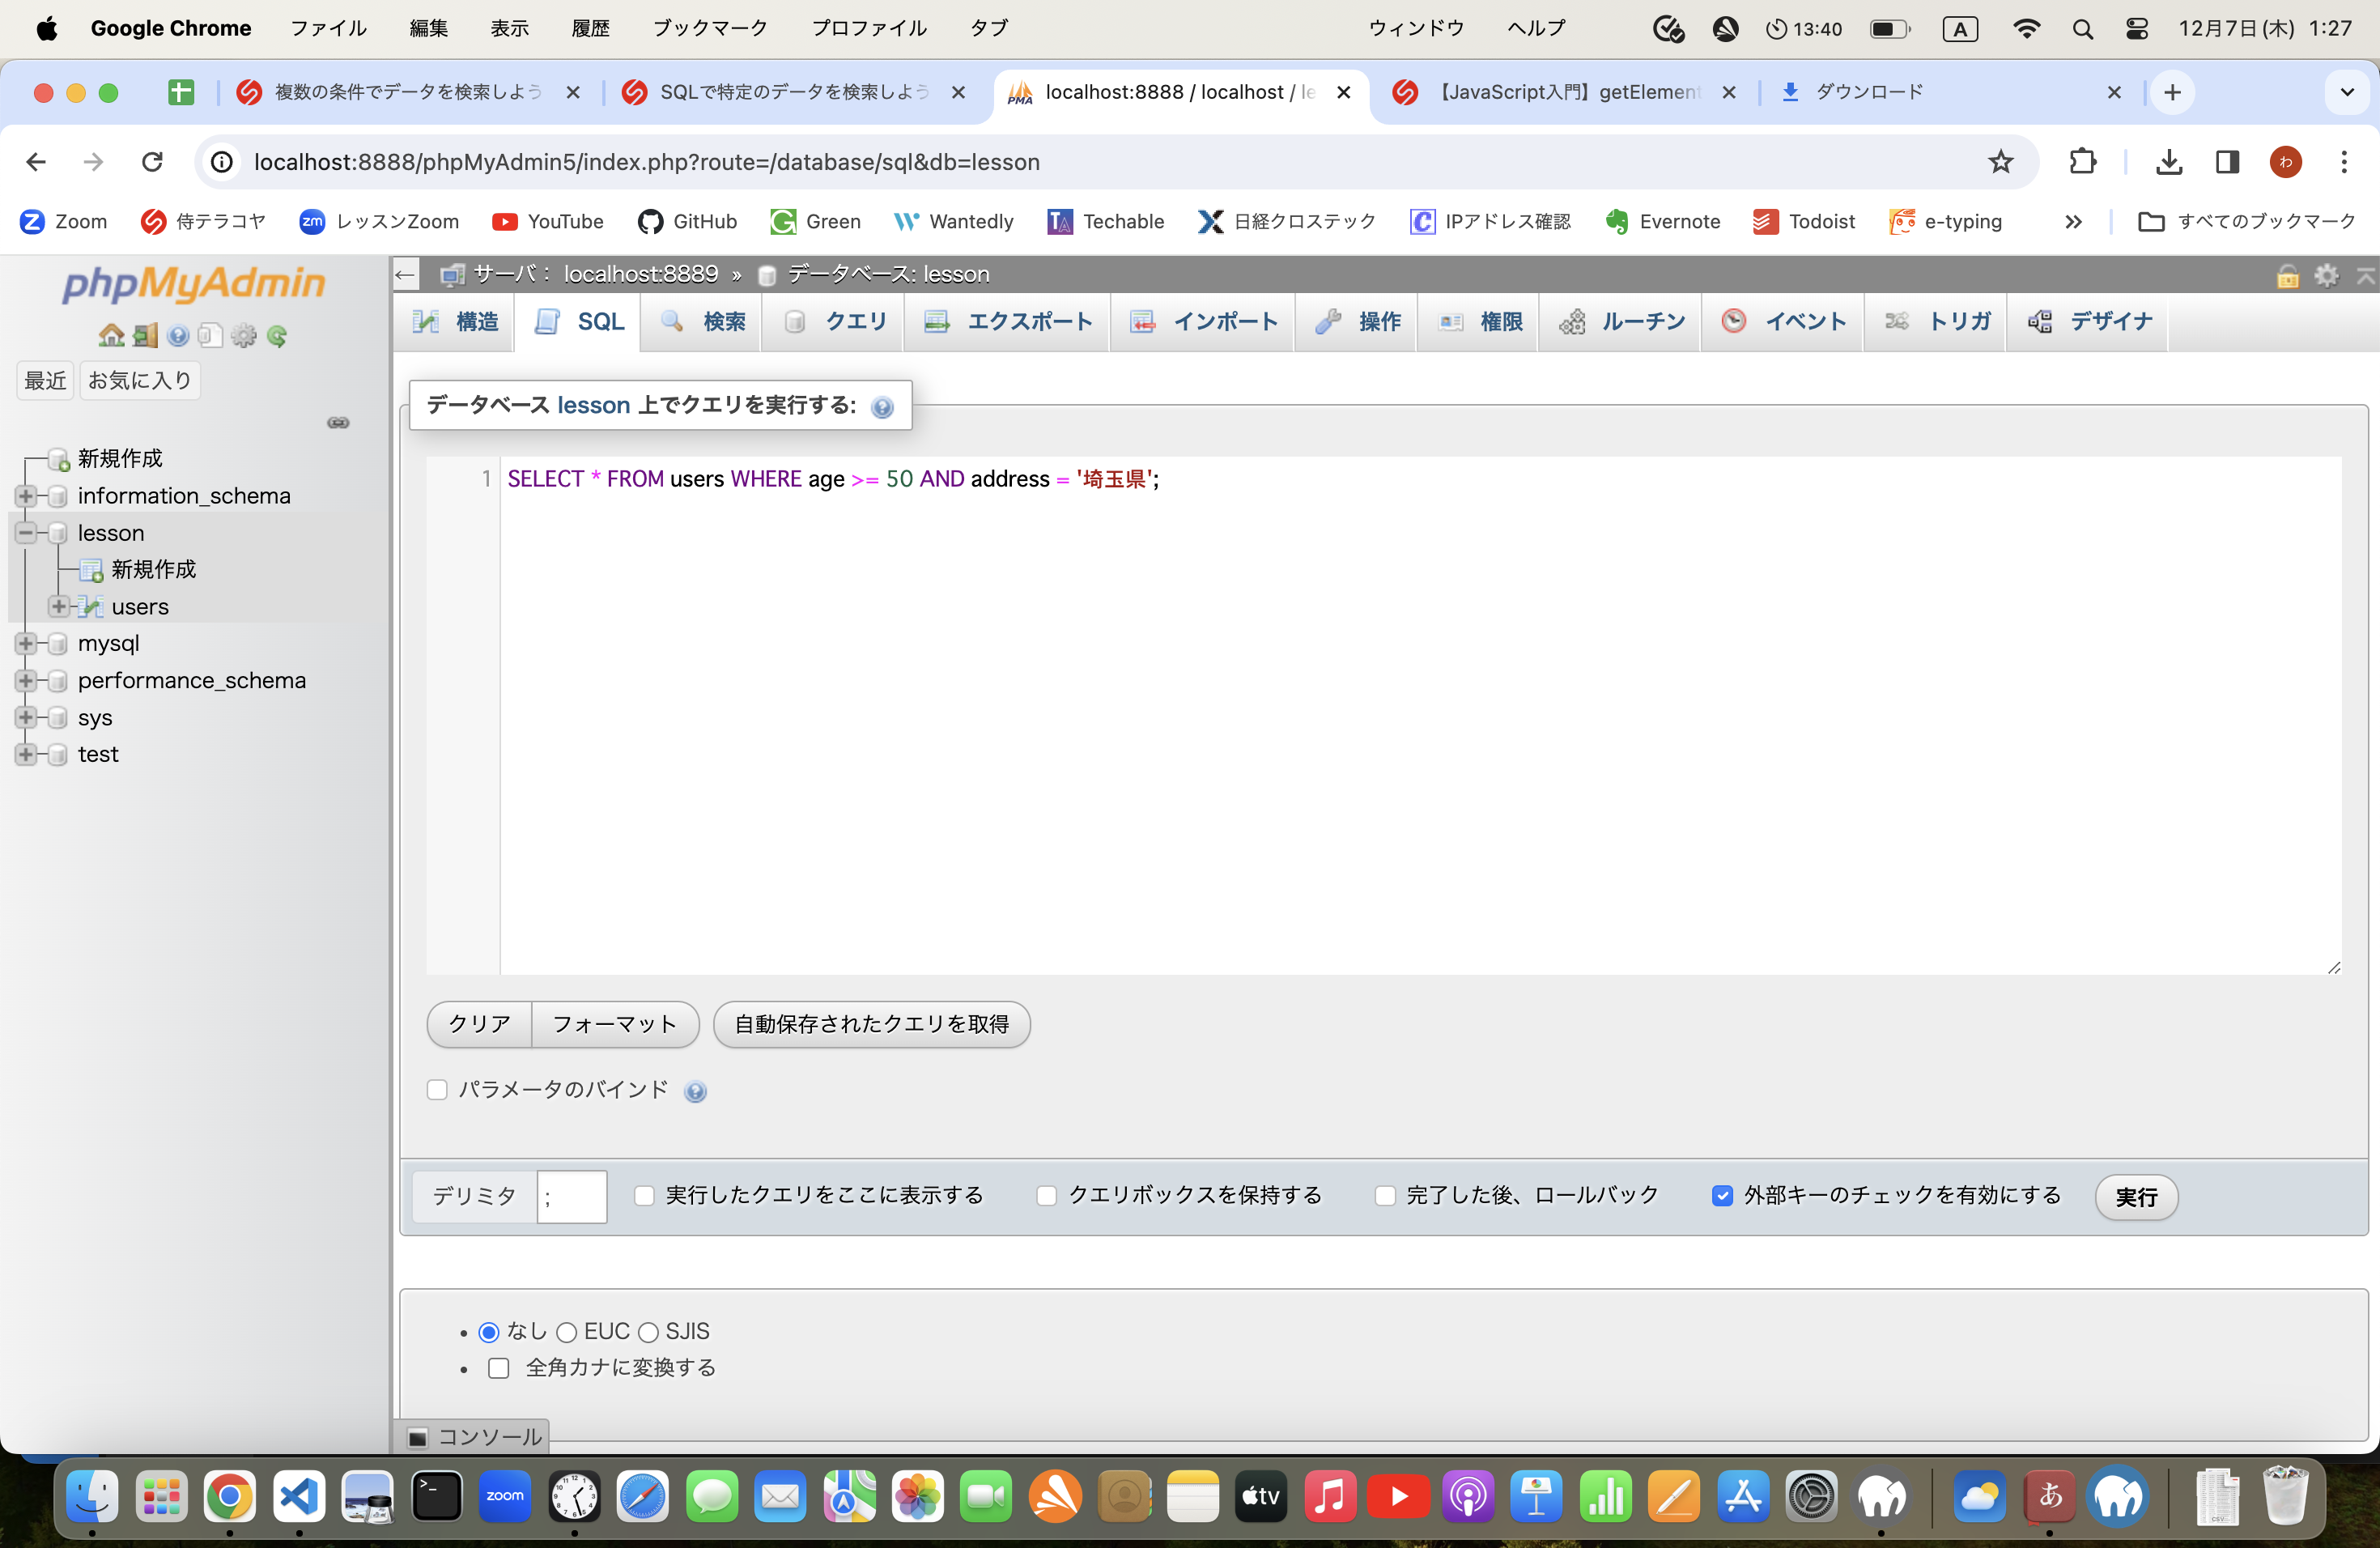 Google Chrome ファイル 編集 表示 履歴 ブックマーク プロファイル タブ ウィンドウ ヘルプ 13:40 A 12月7日(木) 1:27
複数の条件でデータを検索しよう SQLで特定のデータを検索しよう localhost:8888 / localhost / le 【JavaScript入門】getElement ダウンロード
localhost:8888/phpMyAdmin5/index.php?route=/database/sql&db=lesson わ
Zoom 侍テラコヤ レッスンZoom YouTube GitHub Green Wantedly Techable 日経クロステック IPアドレス確認 Evernote Todoist e-typing » すべてのブックマーク
phpMyAdmin
最近 お気に入り
新規作成
information_schema
lesson
新規作成
users
mysql
performance_schema
sys
test
サーバ: localhost:8889 » データベース: lesson
構造 SQL 検索 クエリ エクスポート インポート 操作 権限 ルーチン イベント トリガ デザイナ
データベース lesson 上でクエリを実行する:
1 SELECT * FROM users WHERE age >= 50 AND address = '埼玉県';
クリア フォーマット 自動保存されたクエリを取得
パラメータのバインド
デリミタ ; 実行したクエリをここに表示する クエリボックスを保持する 完了した後、ロールバック 外部キーのチェックを有効にする 実行
なし EUC SJIS
全角カナに変換する
コンソール
zoom tv あ